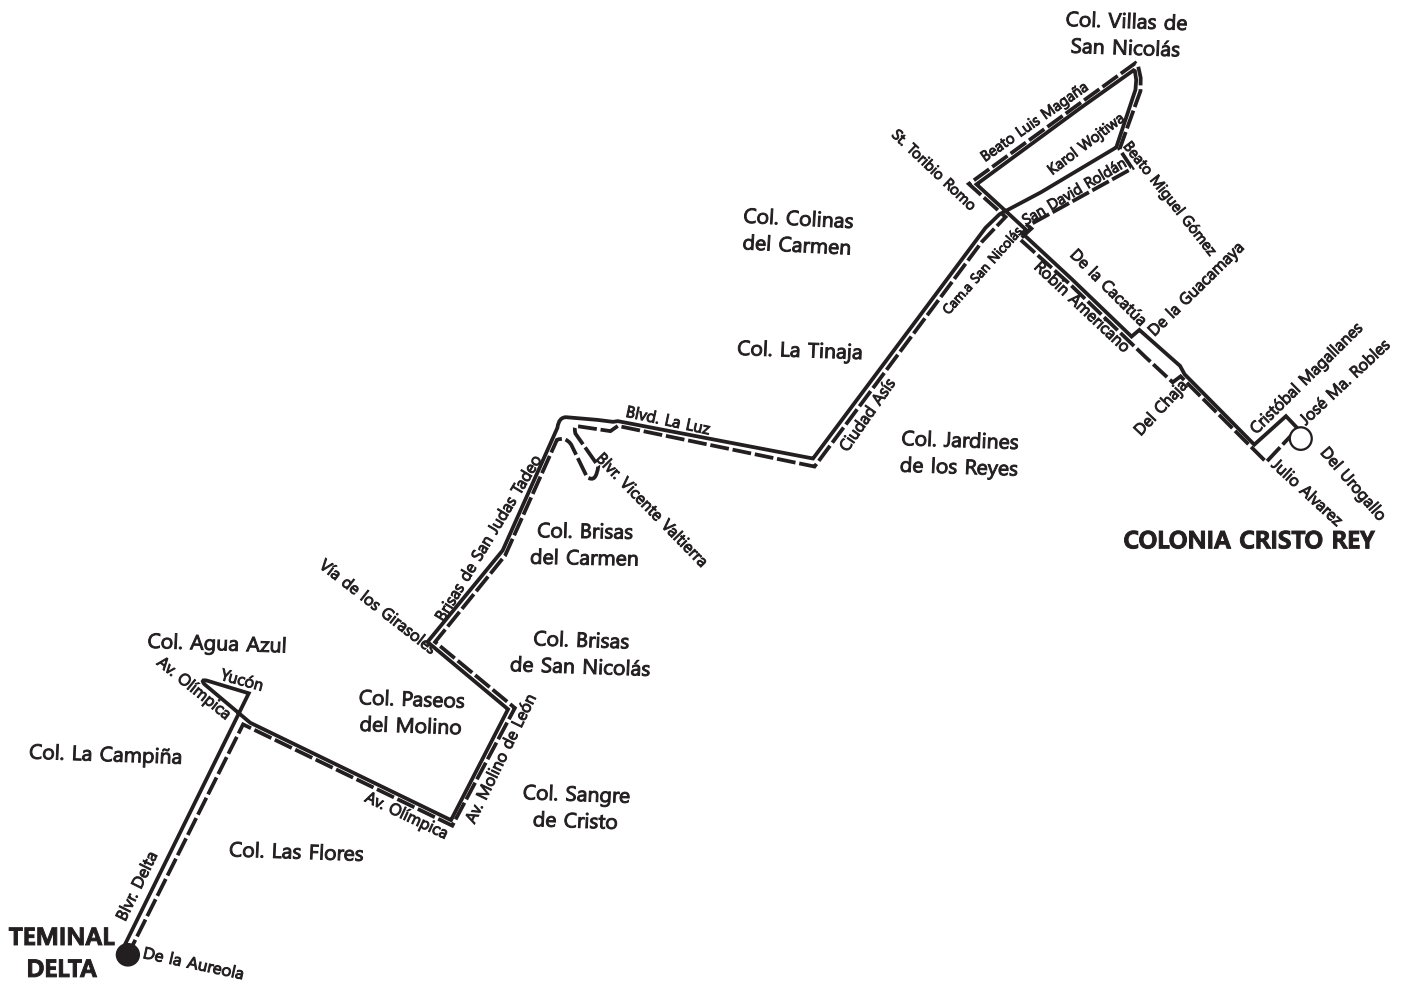 Col. Villas de
San Nicolás
Beato Luis Magaña
St. Toribio Romo
Karol Wojtiwa
San David Roldán
Beato Miguel Gómez
Col. Colinas
del Carmen
Cam.a San Nicolás
De la Cacatúa
De la Guacamaya
Robin Americano
Col. La Tinaja
Del Chaja
Cristóbal Magallanes
José Ma. Robles
Ciudad Asís
Blvd. La Luz
Col. Jardines
de los Reyes
Del Urogallo
Julio Alvarez
COLONIA CRISTO REY
Blvr. Vicente Valtierra
Brisas de San Judas Tadeo
Col. Brisas
del Carmen
Vía de los Girasoles
Col. Brisas
de San Nicolás
Col. Agua Azul
Yucón
Av. Olímpica
Col. Paseos
del Molino
Av. Molino de León
Col. La Campiña
Av. Olímpica
Col. Sangre
de Cristo
Col. Las Flores
Blvr. Delta
TEMINAL
DELTA
De la Aureola